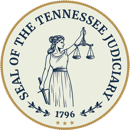 SEAL OF THE TENNESSEE JUDICIARY
1796